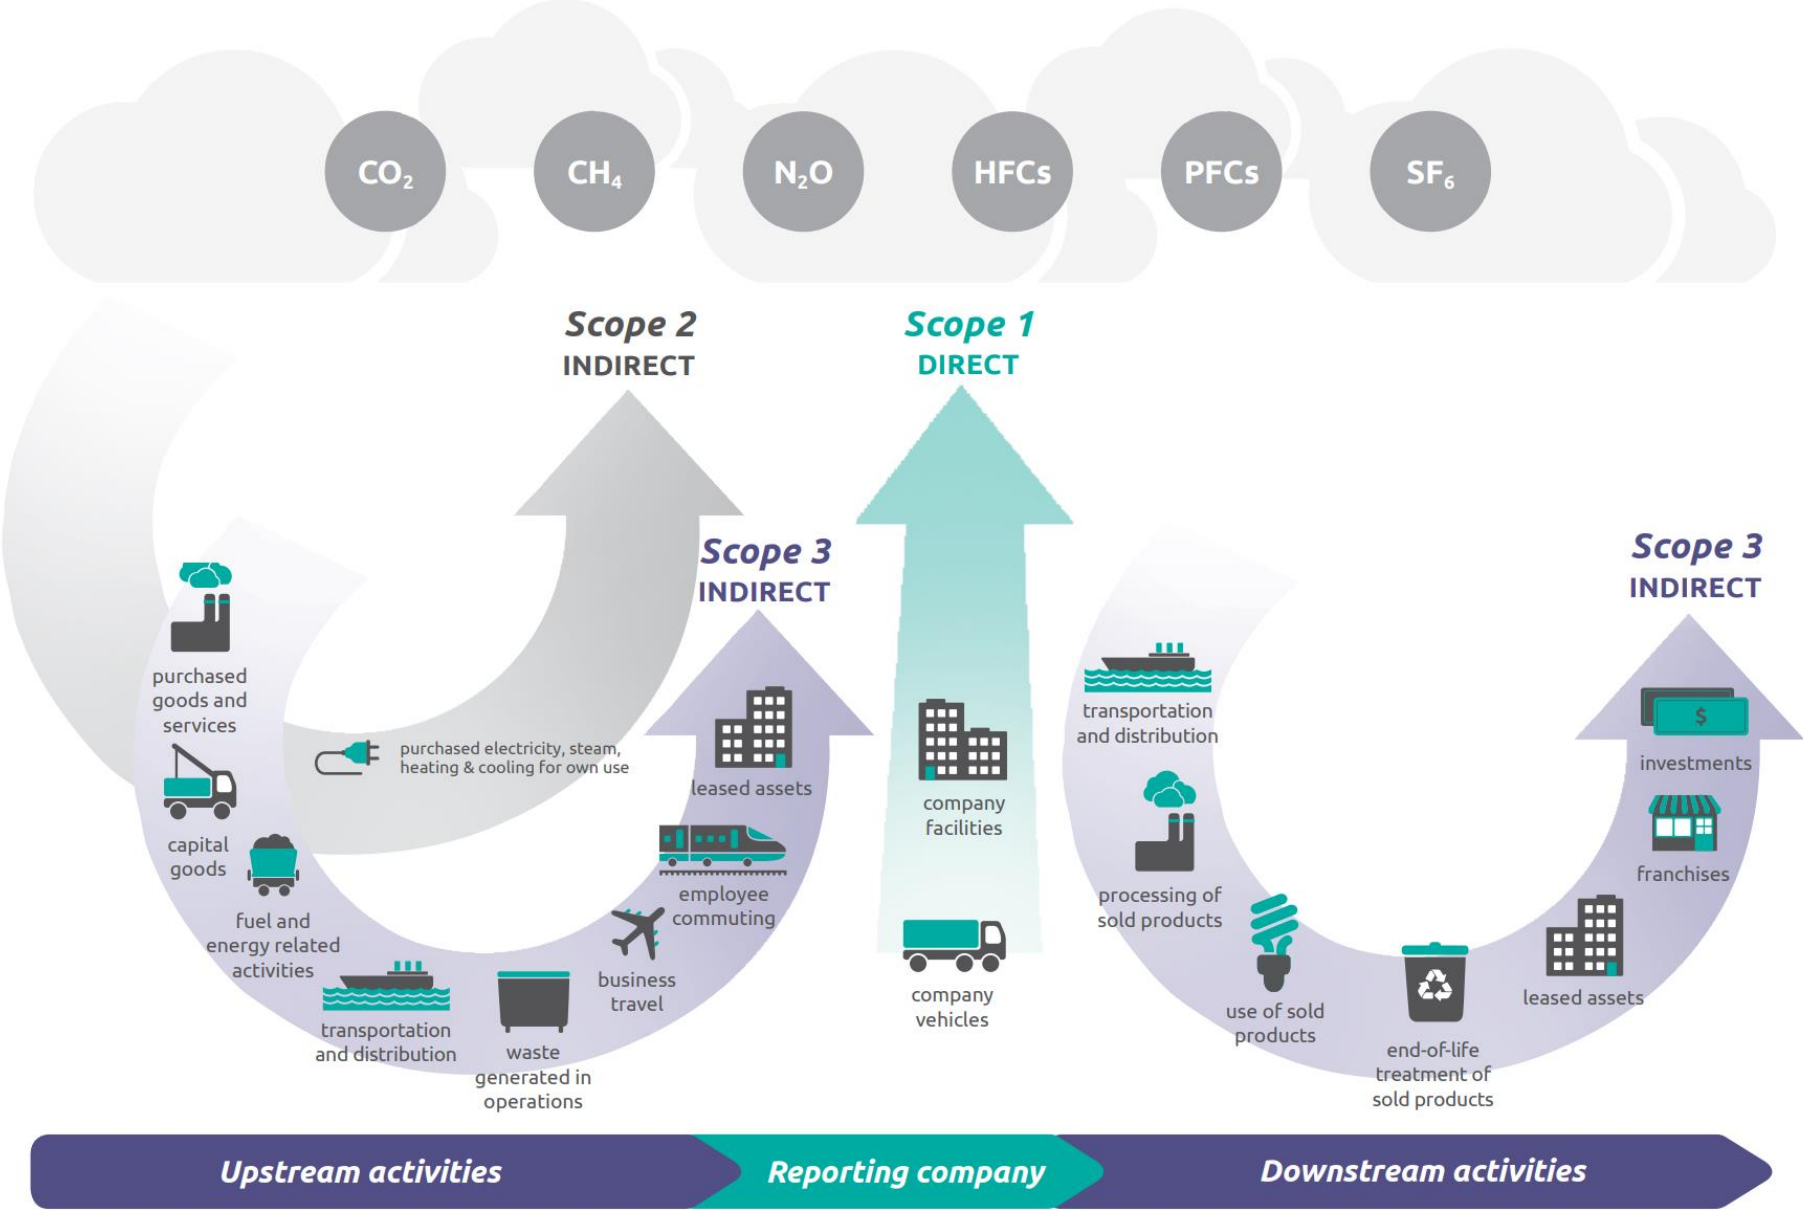 CO₂
CH₄
N₂O
HFCs
PFCs
SF₆
Scope 2
INDIRECT
Scope 1
DIRECT
Scope 3
INDIRECT
Scope 3
INDIRECT
purchased
goods and
services
capital
goods
fuel and
energy related
activities
purchased electricity, steam,
heating & cooling for own use
transportation
and distribution
waste
generated in
operations
business
travel
employee
commuting
leased assets
company
facilities
company
vehicles
transportation
and distribution
processing of
sold products
use of sold
products
end-of-life
treatment of
sold products
leased assets
franchises
$
investments
Upstream activities
Reporting company
Downstream activities